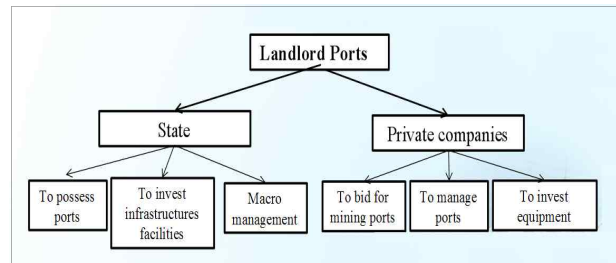 Landlord Ports
State
Private companies
To possess
ports
To invest
infrastructures
facilities
Macro
management
To bid for
mining ports
To manage
ports
To invest
equipment